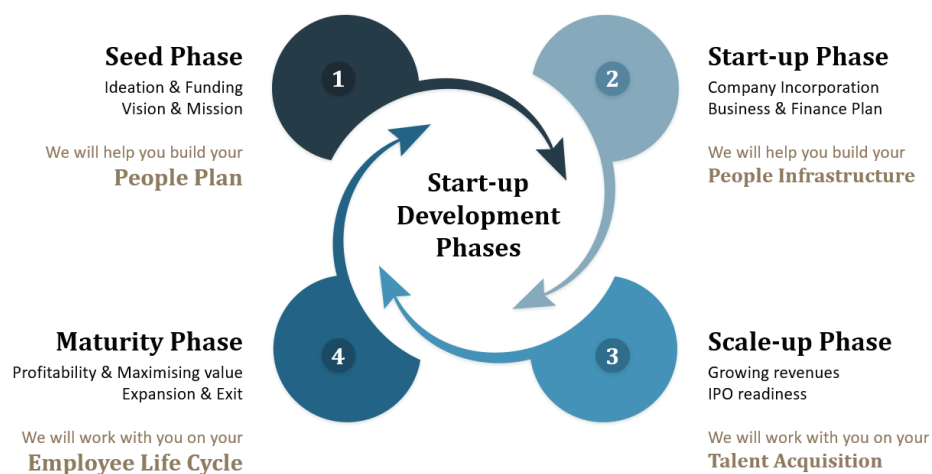 Seed Phase
Ideation & Funding
Vision & Mission
We will help you build your
People Plan
1
2
Start-up Phase
Company Incorporation
Business & Finance Plan
We will help you build your
People Infrastructure
Start-up
Development
Phases
Maturity Phase
Profitability & Maximising value
Expansion & Exit
We will work with you on your
Employee Life Cycle
4
3
Scale-up Phase
Growing revenues
IPO readiness
We will work with you on your
Talent Acquisition